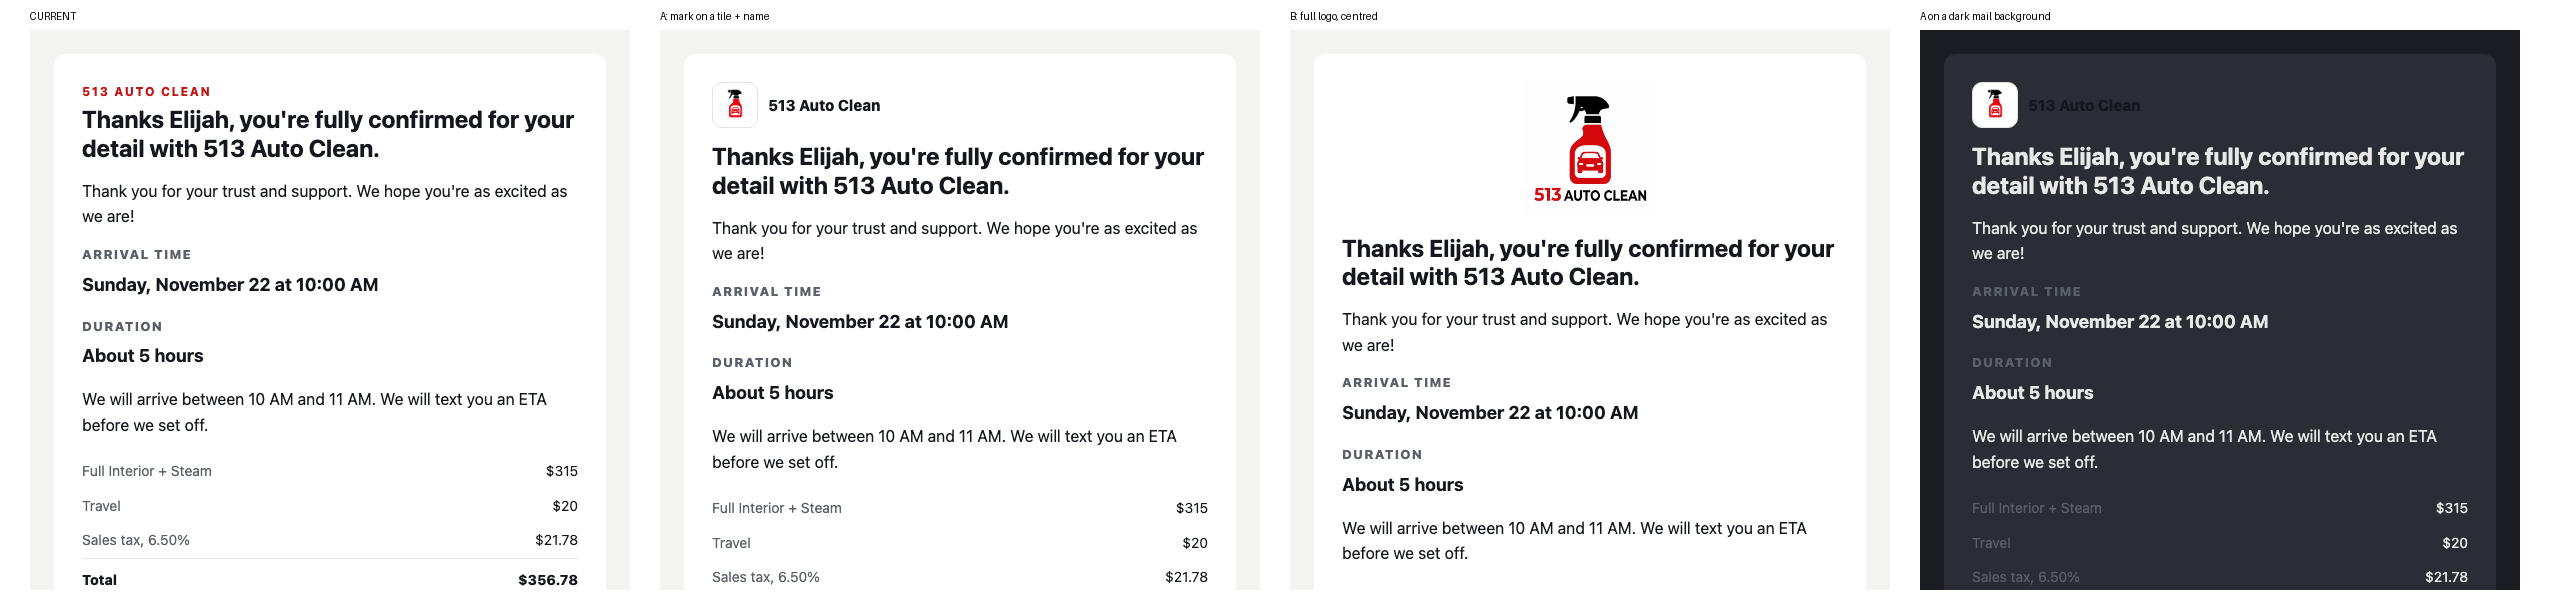 CURRENT
513 AUTO CLEAN
Thanks Elijah, you're fully confirmed for your
detail with 513 Auto Clean.
Thank you for your trust and support. We hope you're as excited as
we are!
ARRIVAL TIME
Sunday, November 22 at 10:00 AM
DURATION
About 5 hours
We will arrive between 10 AM and 11 AM. We will text you an ETA
before we set off.
Full Interior + Steam $315
Travel $20
Sales tax, 6.50% $21.78
Total $356.78
A: mark on a tile + name
513 Auto Clean
Thanks Elijah, you're fully confirmed for your
detail with 513 Auto Clean.
Thank you for your trust and support. We hope you're as excited as
we are!
ARRIVAL TIME
Sunday, November 22 at 10:00 AM
DURATION
About 5 hours
We will arrive between 10 AM and 11 AM. We will text you an ETA
before we set off.
Full Interior + Steam $315
Travel $20
Sales tax, 6.50% $21.78
B: full logo, centred
513 AUTO CLEAN
Thanks Elijah, you're fully confirmed for your
detail with 513 Auto Clean.
Thank you for your trust and support. We hope you're as excited as
we are!
ARRIVAL TIME
Sunday, November 22 at 10:00 AM
DURATION
About 5 hours
We will arrive between 10 AM and 11 AM. We will text you an ETA
before we set off.
A on a dark mail background
513 Auto Clean
Thanks Elijah, you're fully confirmed for your
detail with 513 Auto Clean.
Thank you for your trust and support. We hope you're as excited as
we are!
ARRIVAL TIME
Sunday, November 22 at 10:00 AM
DURATION
About 5 hours
We will arrive between 10 AM and 11 AM. We will text you an ETA
before we set off.
Full Interior + Steam $315
Travel $20
Sales tax, 6.50% $21.78